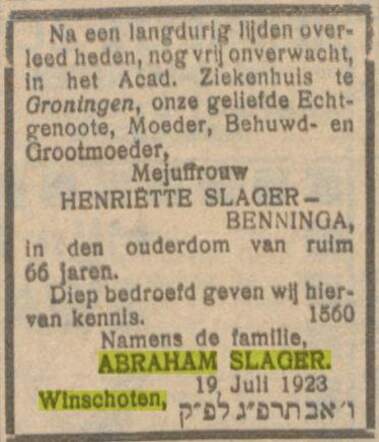 Na een langdurig lijden over-
leed heden, nog vrij onverwacht,
in het Acad. Ziekenhuis te
Groningen, onze geliefde Echt-
genoote, Moeder, Behuwd- en
Grootmoeder,
Mejuffrouw
HENRIËTTE SLAGER—
BENNINGA,
in den ouderdom van ruim
66 jaren.
Diep bedroefd geven wij hier-
van kennis. 1560
Namens de familie,
ABRAHAM SLAGER.
19 Juli 1923
Winschoten, ו׳ אב תרפ״ג לפ״ק